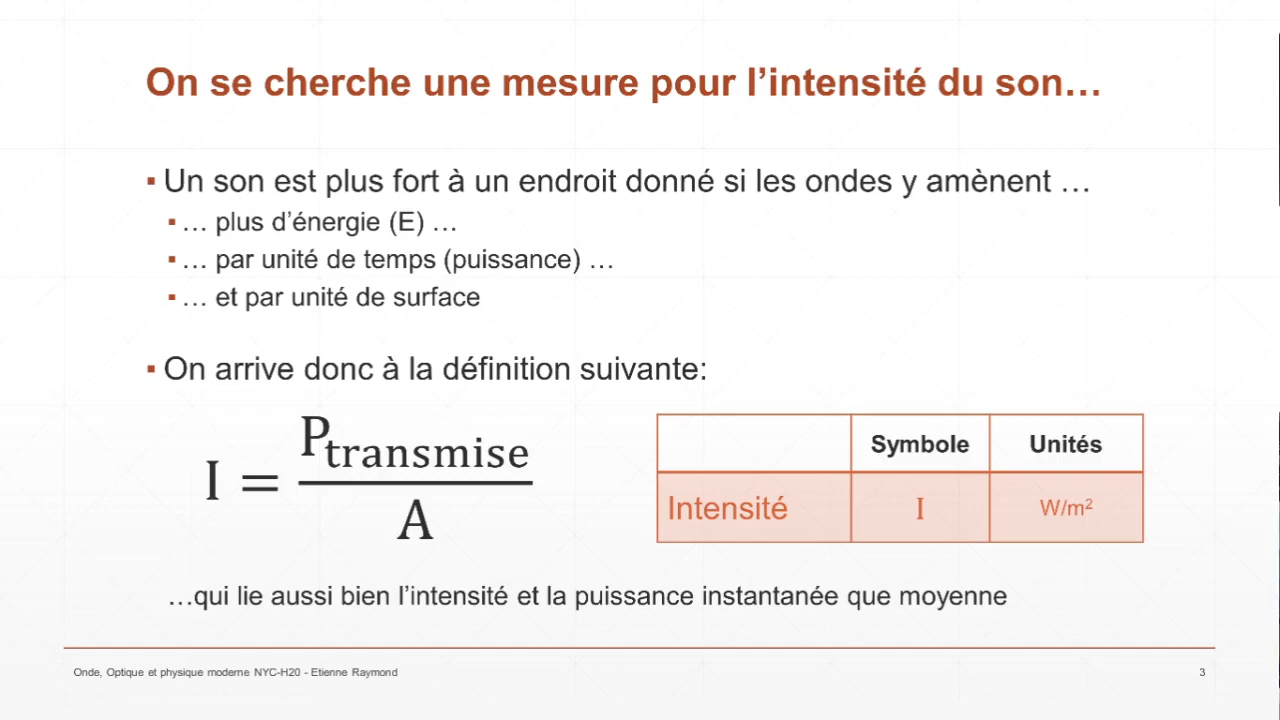 On se cherche une mesure pour l’intensité du son…
▪ Un son est plus fort à un endroit donné si les ondes y amènent …
▪ … plus d’énergie (E) …
▪ … par unité de temps (puissance) …
▪ … et par unité de surface
▪ On arrive donc à la définition suivante:
I = P_transmise / A
Symbole Unités
Intensité I W/m²
…qui lie aussi bien l’intensité et la puissance instantanée que moyenne
Onde, Optique et physique moderne NYC-H20 - Etienne Raymond 3